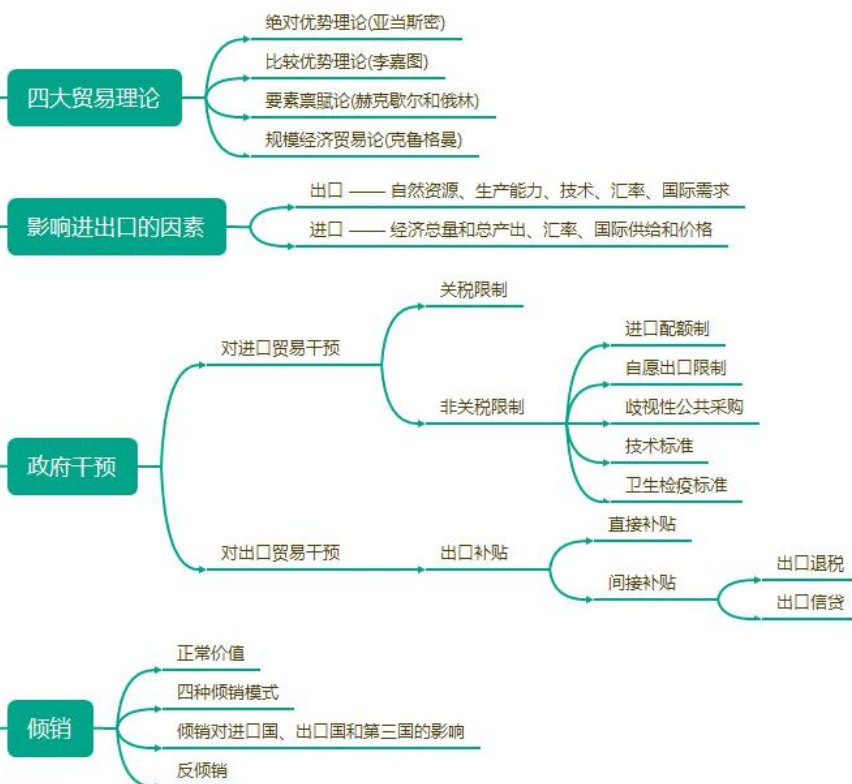 四大贸易理论
绝对优势理论(亚当斯密)
比较优势理论(李嘉图)
要素禀赋论(赫克歇尔和俄林)
规模经济贸易论(克鲁格曼)
影响进出口的因素
出口 —— 自然资源、生产能力、技术、汇率、国际需求
进口 —— 经济总量和总产出、汇率、国际供给和价格
政府干预
对进口贸易干预
关税限制
非关税限制
进口配额制
自愿出口限制
歧视性公共采购
技术标准
卫生检疫标准
对出口贸易干预
出口补贴
直接补贴
间接补贴
出口退税
出口信贷
倾销
正常价值
四种倾销模式
倾销对进口国、出口国和第三国的影响
反倾销